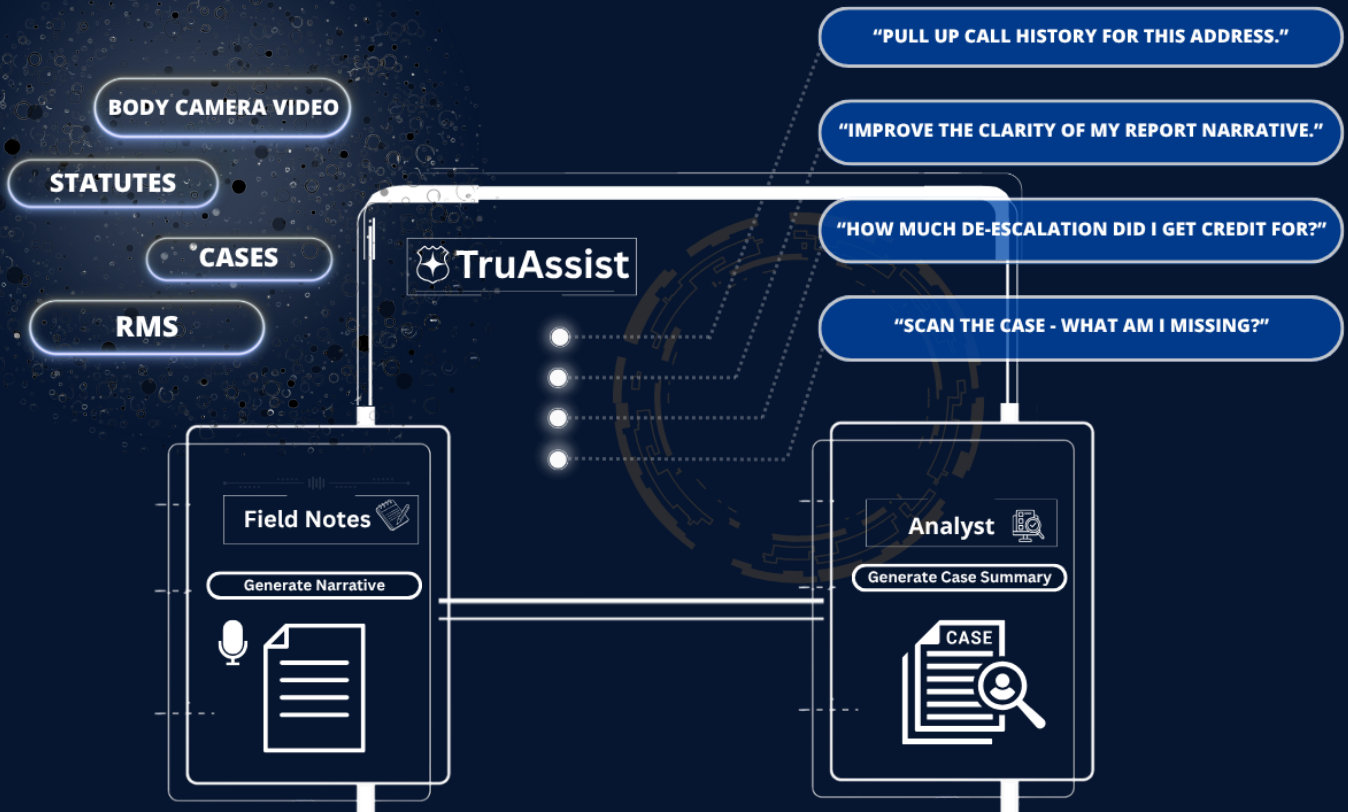 BODY CAMERA VIDEO
STATUTES
CASES
RMS
“PULL UP CALL HISTORY FOR THIS ADDRESS.”
“IMPROVE THE CLARITY OF MY REPORT NARRATIVE.”
“HOW MUCH DE-ESCALATION DID I GET CREDIT FOR?”
“SCAN THE CASE - WHAT AM I MISSING?”
TruAssist
Field Notes
Generate Narrative
Analyst
Generate Case Summary
CASE